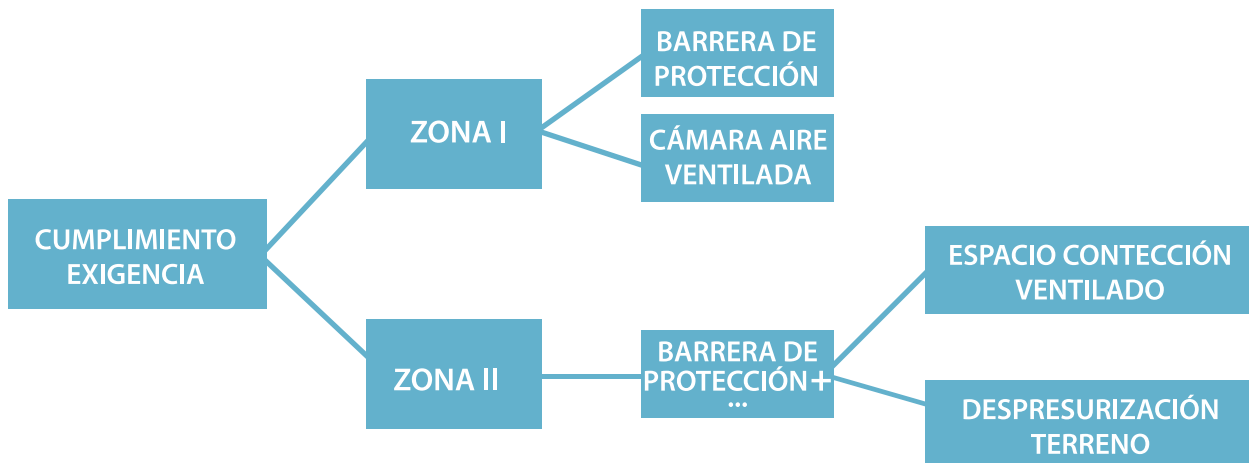 BARRERA DE
PROTECCIÓN
ZONA I
CÁMARA AIRE
VENTILADA
CUMPLIMIENTO
EXIGENCIA
ESPACIO CONTECCIÓN
VENTILADO
ZONA II
BARRERA DE
PROTECCIÓN+
...
DESPRESURIZACIÓN
TERRENO